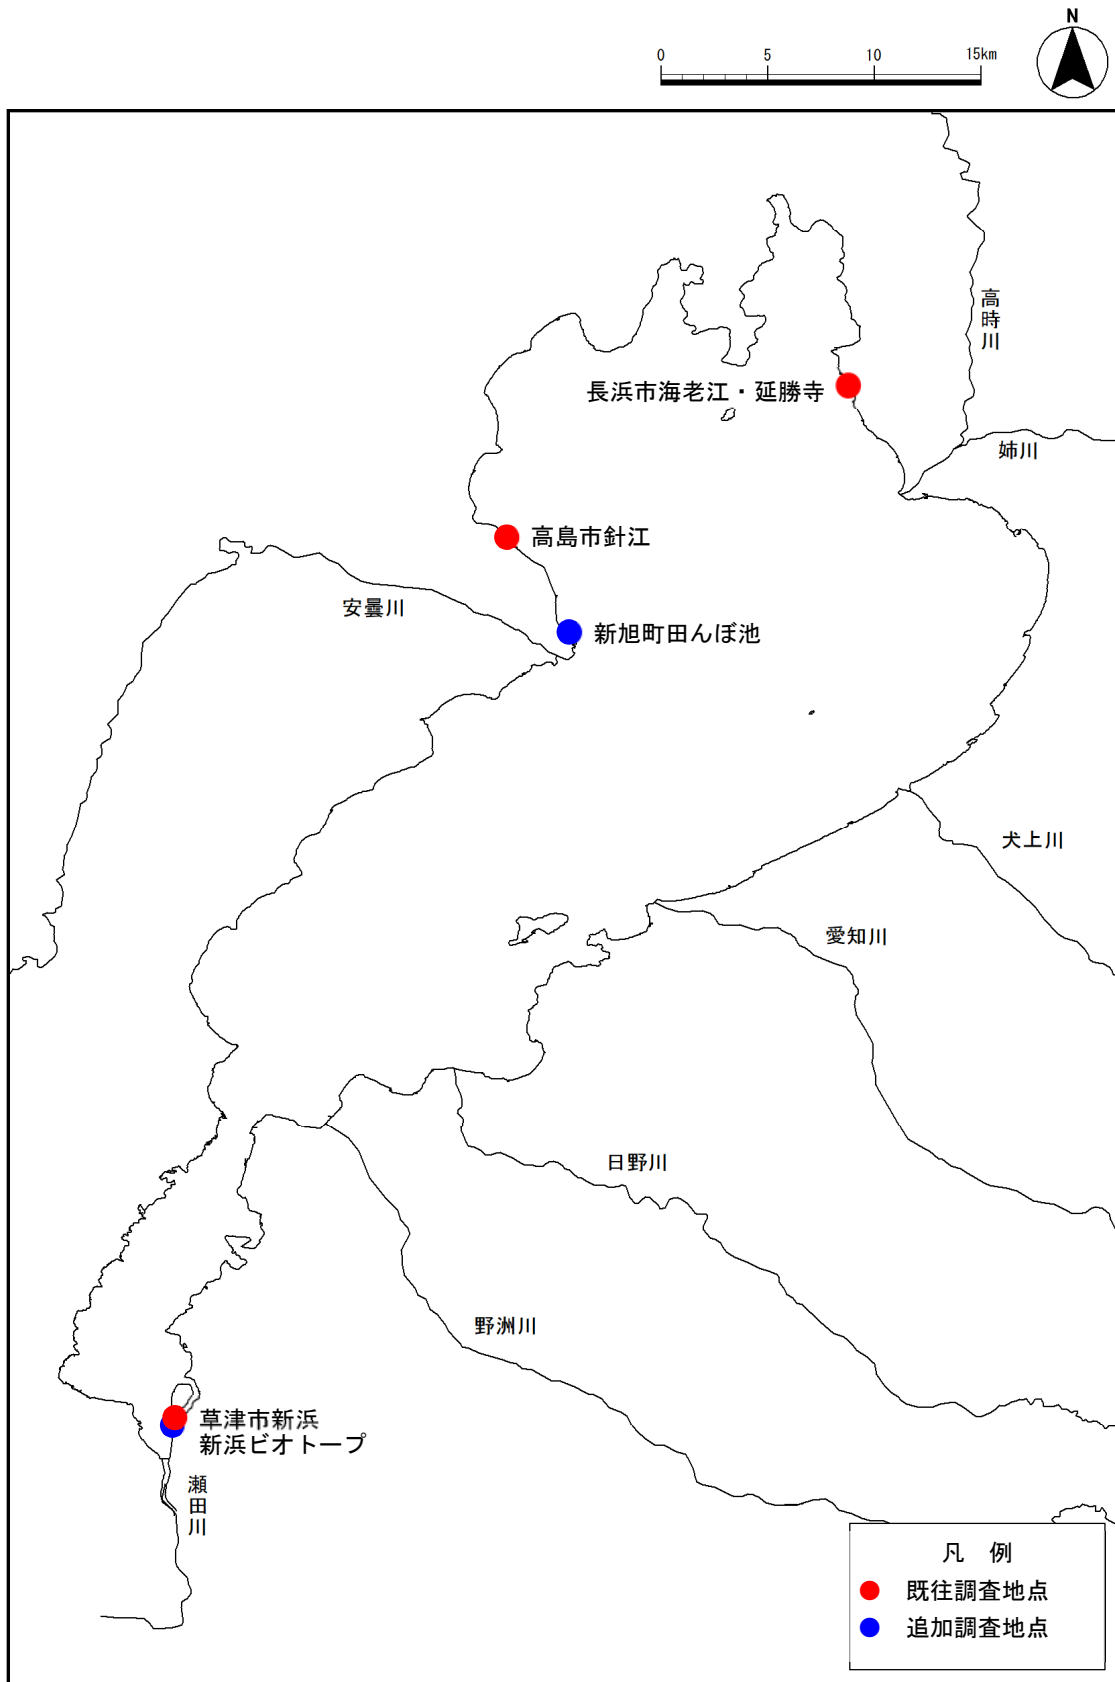 N
0 5 10 15km
高時川
長浜市海老江・延勝寺
姉川
高島市針江
安曇川
新旭町田んぼ池
犬上川
愛知川
日野川
野洲川
草津市新浜
新浜ビオトープ
瀬田川
凡 例
既往調査地点
追加調査地点